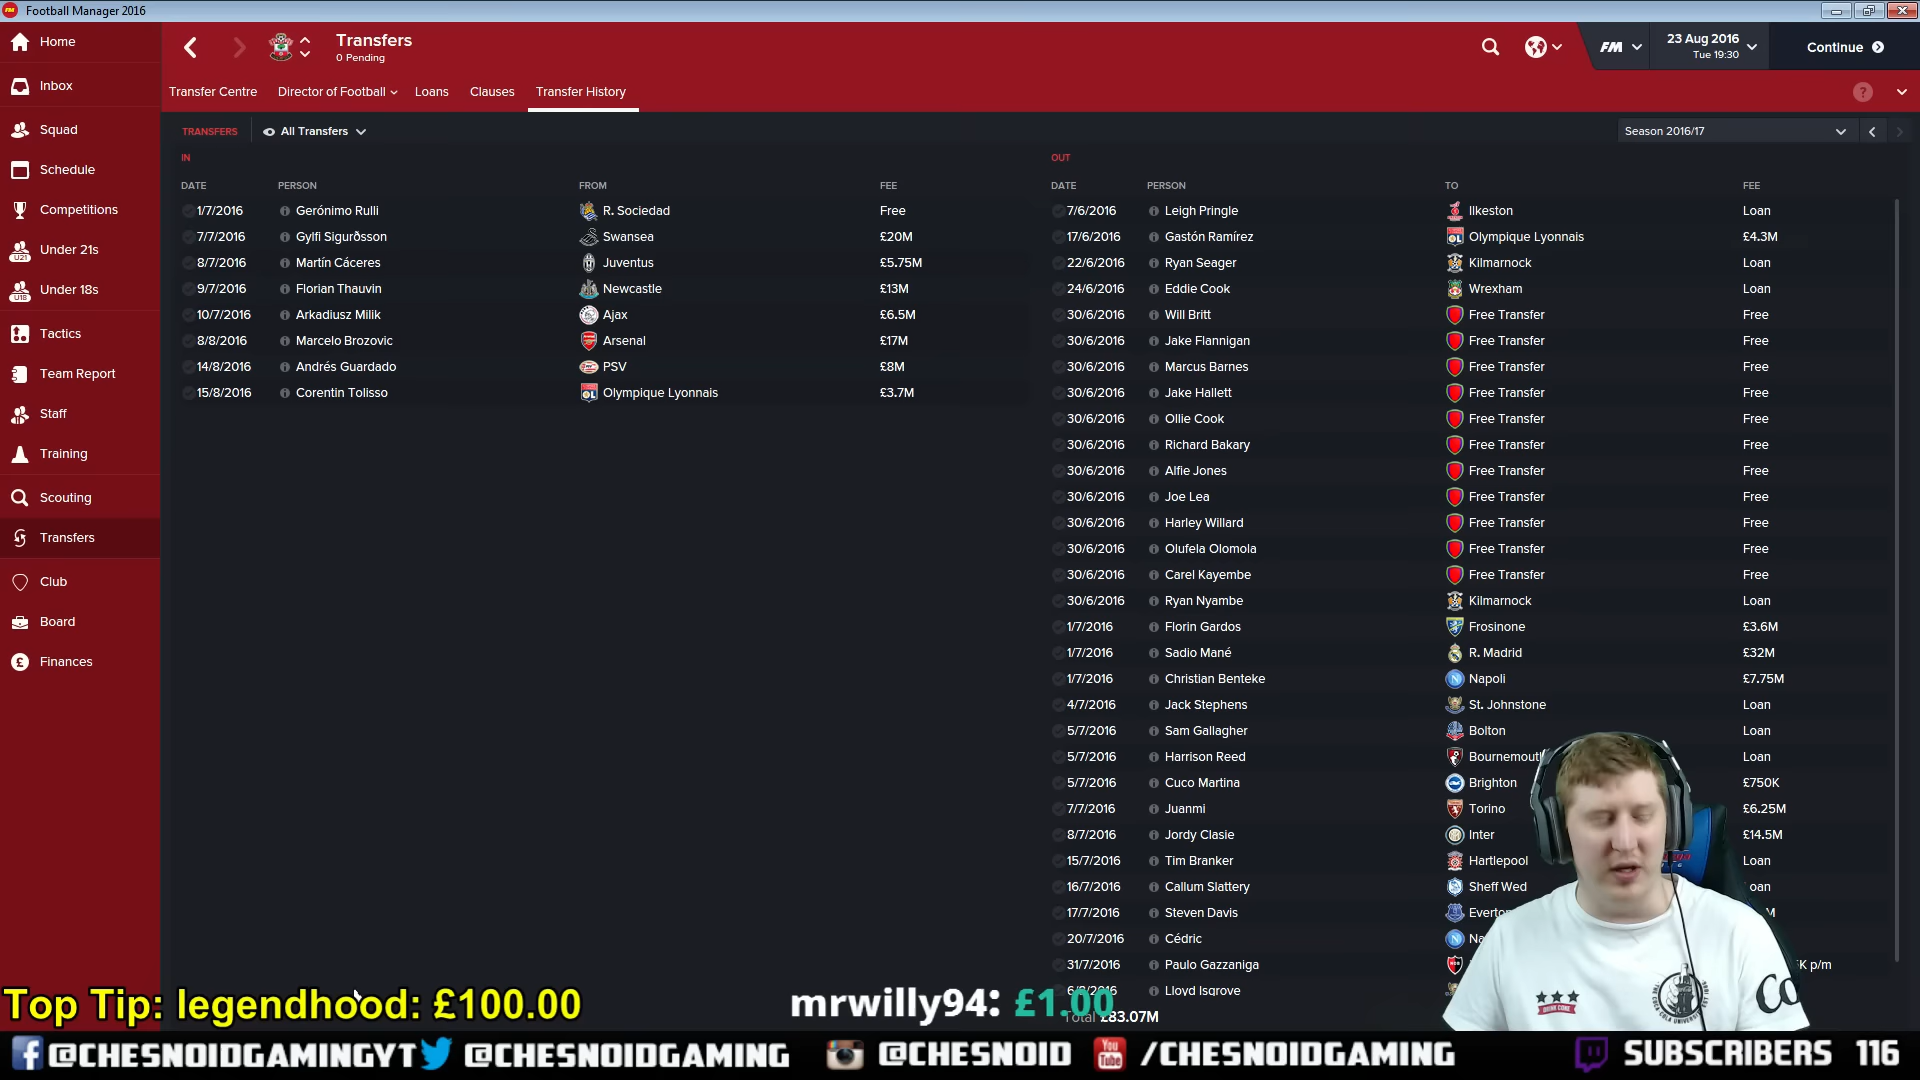 Football Manager 2016
Home
Inbox
Squad
Schedule
Competitions
Under 21s
Under 18s
Tactics
Team Report
Staff
Training
Scouting
Transfers
Club
Board
Finances
Transfers
0 Pending
FM
23 Aug 2016
Tue 19:30
Continue
Transfer Centre Director of Football Loans Clauses Transfer History
TRANSFERS All Transfers
Season 2016/17
IN
DATE PERSON FROM FEE
1/7/2016 Gerónimo Rulli R. Sociedad Free
7/7/2016 Gylfi Sigurðsson Swansea £20M
8/7/2016 Martín Cáceres Juventus £5.75M
9/7/2016 Florian Thauvin Newcastle £13M
10/7/2016 Arkadiusz Milik Ajax £6.5M
8/8/2016 Marcelo Brozovic Arsenal £17M
14/8/2016 Andrés Guardado PSV £8M
15/8/2016 Corentin Tolisso Olympique Lyonnais £3.7M
OUT
DATE PERSON TO FEE
7/6/2016 Leigh Pringle Ilkeston Loan
17/6/2016 Gastón Ramírez Olympique Lyonnais £4.3M
22/6/2016 Ryan Seager Kilmarnock Loan
24/6/2016 Eddie Cook Wrexham Loan
30/6/2016 Will Britt Free Transfer Free
30/6/2016 Jake Flannigan Free Transfer Free
30/6/2016 Marcus Barnes Free Transfer Free
30/6/2016 Jake Hallett Free Transfer Free
30/6/2016 Ollie Cook Free Transfer Free
30/6/2016 Richard Bakary Free Transfer Free
30/6/2016 Alfie Jones Free Transfer Free
30/6/2016 Joe Lea Free Transfer Free
30/6/2016 Harley Willard Free Transfer Free
30/6/2016 Olufela Olomola Free Transfer Free
30/6/2016 Carel Kayembe Free Transfer Free
30/6/2016 Ryan Nyambe Kilmarnock Loan
1/7/2016 Florin Gardos Frosinone £3.6M
1/7/2016 Sadio Mané R. Madrid £32M
1/7/2016 Christian Benteke Napoli £7.75M
4/7/2016 Jack Stephens St. Johnstone Loan
5/7/2016 Sam Gallagher Bolton Loan
5/7/2016 Harrison Reed Bournemouth Loan
5/7/2016 Cuco Martina Brighton £750K
7/7/2016 Juanmi Torino £6.25M
8/7/2016 Jordy Clasie Inter £14.5M
15/7/2016 Tim Branker Hartlepool Loan
16/7/2016 Callum Slattery Sheff Wed oan
17/7/2016 Steven Davis Everto M
20/7/2016 Cédric Na
31/7/2016 Paulo Gazzaniga K p/m
Lloyd Isgrove
Total £83.07M
Top Tip: legendhood: £100.00
mrwilly94: £1.00
@CHESNOIDGAMINGYT @CHESNOIDGAMING @CHESNOID You Tube /CHESNOIDGAMING SUBSCRIBERS 116